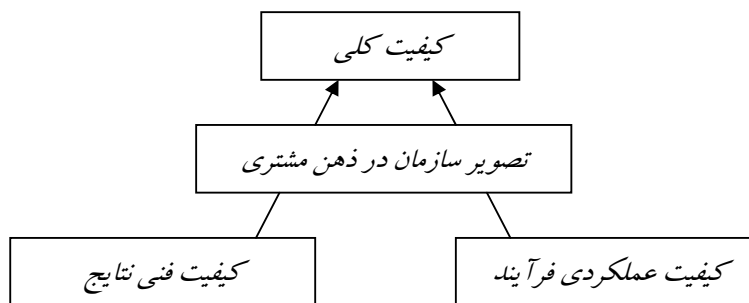 کیفیت کلی
تصویر سازمان در ذهن مشتری
کیفیت عملکردی فرآیند
کیفیت فنی نتایج